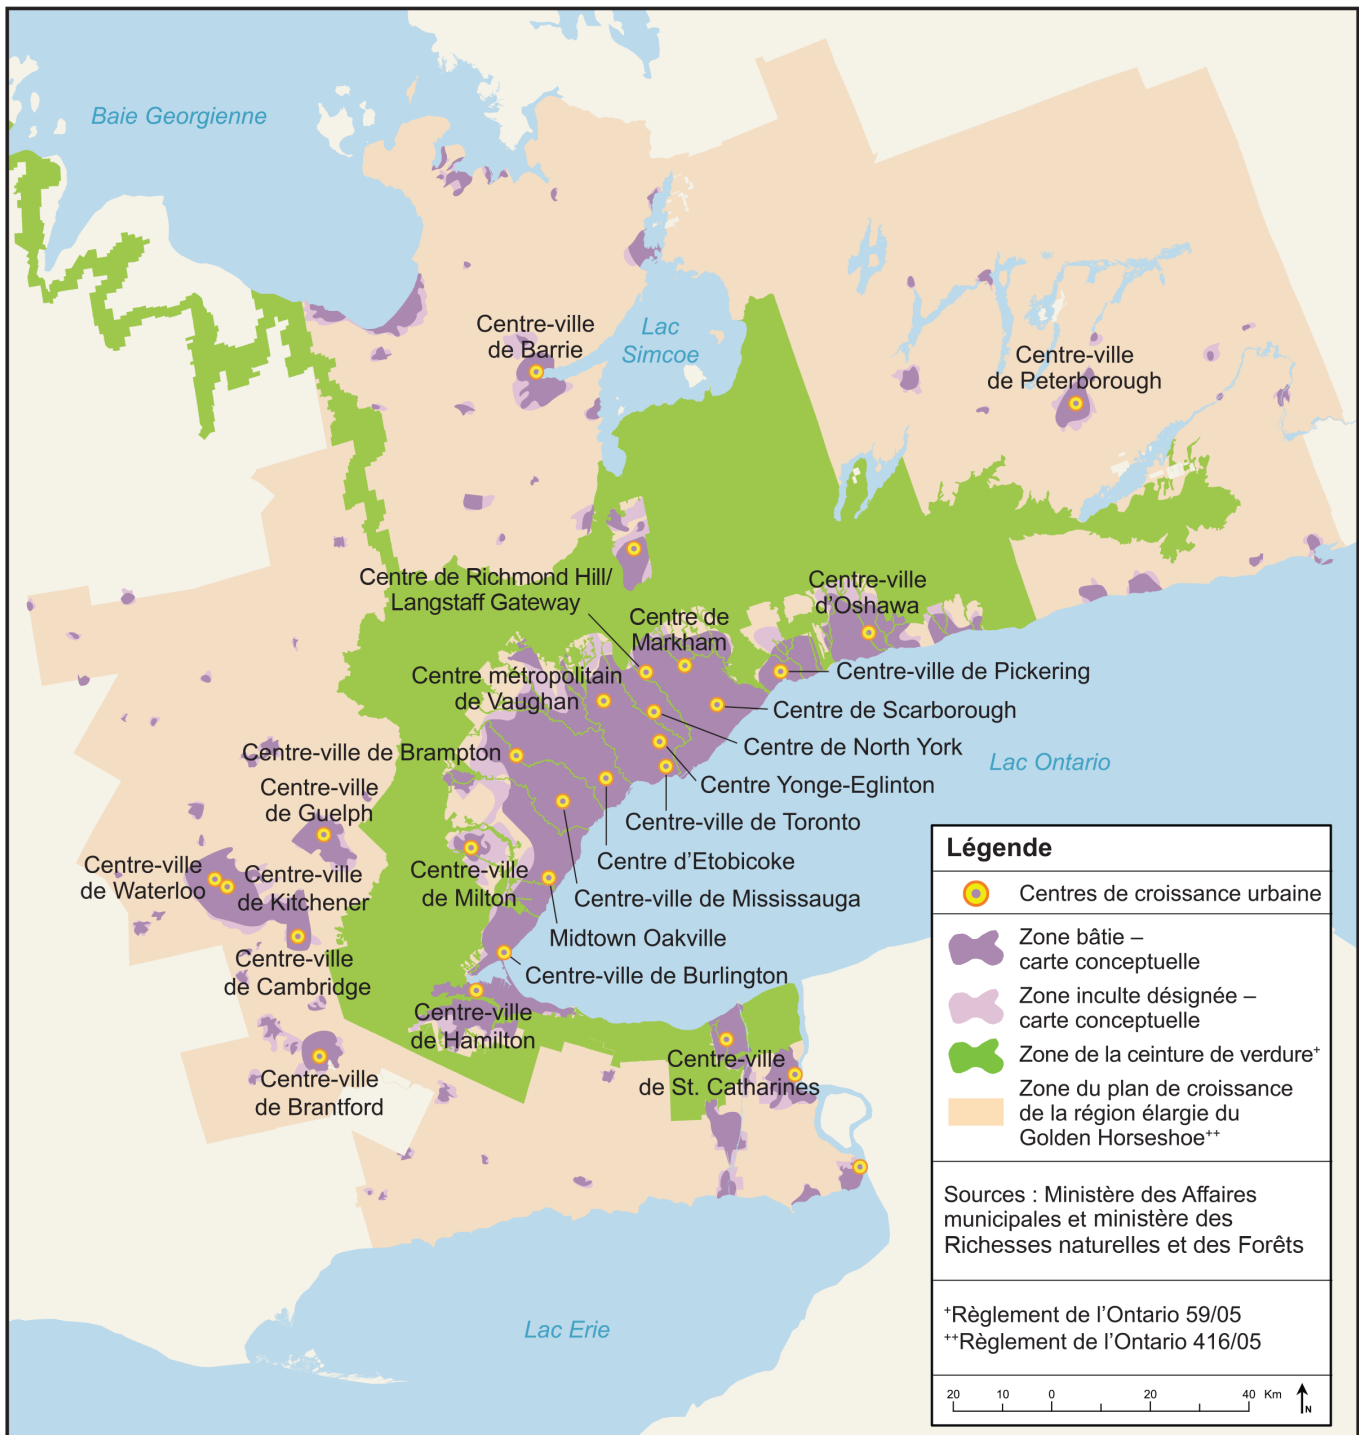 Baie Georgienne
Centre-ville
de Barrie
Lac
Simcoe
Centre-ville
de Peterborough
Centre de Richmond Hill/
Langstaff Gateway
Centre-ville
d'Oshawa
Centre de
Markham
Centre métropolitain
de Vaughan
Centre-ville de Pickering
Centre de Scarborough
Centre de North York
Lac Ontario
Centre-ville de Brampton
Centre Yonge-Eglinton
Centre-ville
de Guelph
Centre-ville de Toronto
Centre-ville
de Waterloo
Centre-ville
de Kitchener
Centre-ville
de Milton
Centre d'Etobicoke
Centre-ville de Mississauga
Midtown Oakville
Centre-ville
de Cambridge
Centre-ville de Burlington
Centre-ville
de Hamilton
Centre-ville
de St. Catharines
Centre-ville
de Brantford
Lac Erie
Légende
Centres de croissance urbaine
Zone bâtie –
carte conceptuelle
Zone inculte désignée –
carte conceptuelle
Zone de la ceinture de verdure+
Zone du plan de croissance
de la région élargie du
Golden Horseshoe++
Sources : Ministère des Affaires
municipales et ministère des
Richesses naturelles et des Forêts
+Règlement de l'Ontario 59/05
++Règlement de l'Ontario 416/05
20 10 0 20 40 Km
N